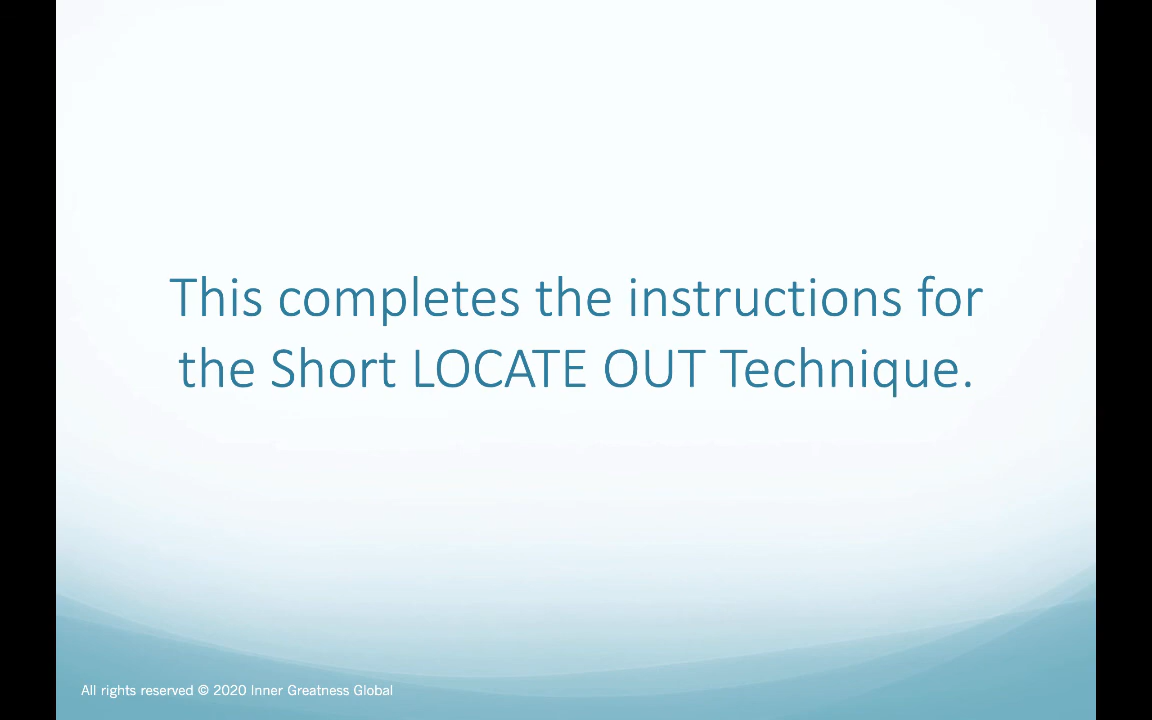 This completes the instructions for
the Short LOCATE OUT Technique.
All rights reserved © 2020 Inner Greatness Global